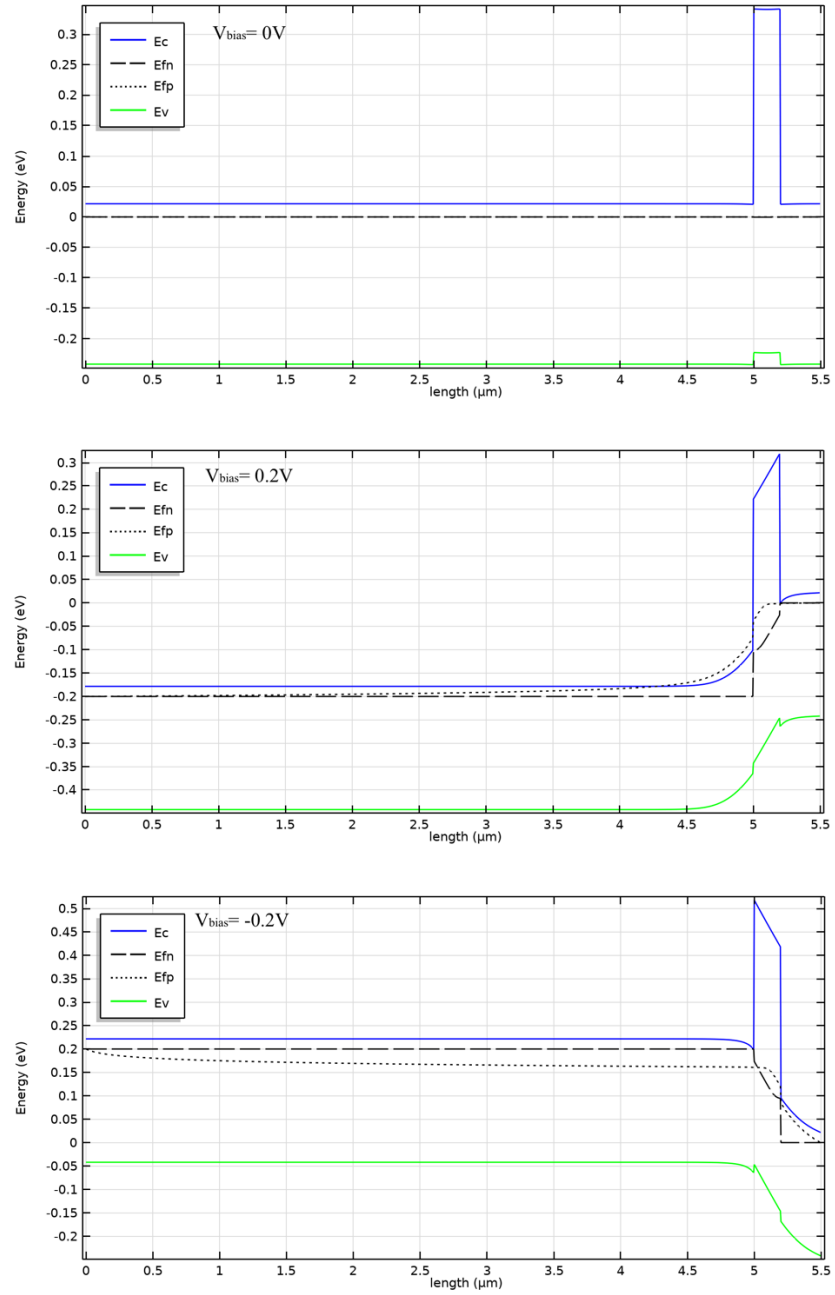 V_bias= 0V
Ec
Efn
Efp
Ev
Energy (eV)
0.3
0.25
0.2
0.15
0.1
0.05
0
-0.05
-0.1
-0.15
-0.2
0 0.5 1 1.5 2 2.5 3 3.5 4 4.5 5 5.5
length (µm)
V_bias= 0.2V
Ec
Efn
Efp
Ev
Energy (eV)
0.3
0.25
0.2
0.15
0.1
0.05
0
-0.05
-0.1
-0.15
-0.2
-0.25
-0.3
-0.35
-0.4
0 0.5 1 1.5 2 2.5 3 3.5 4 4.5 5 5.5
length (µm)
V_bias= -0.2V
Ec
Efn
Efp
Ev
Energy (eV)
0.5
0.45
0.4
0.35
0.3
0.25
0.2
0.15
0.1
0.05
0
-0.05
-0.1
-0.15
-0.2
0 0.5 1 1.5 2 2.5 3 3.5 4 4.5 5 5.5
length (µm)